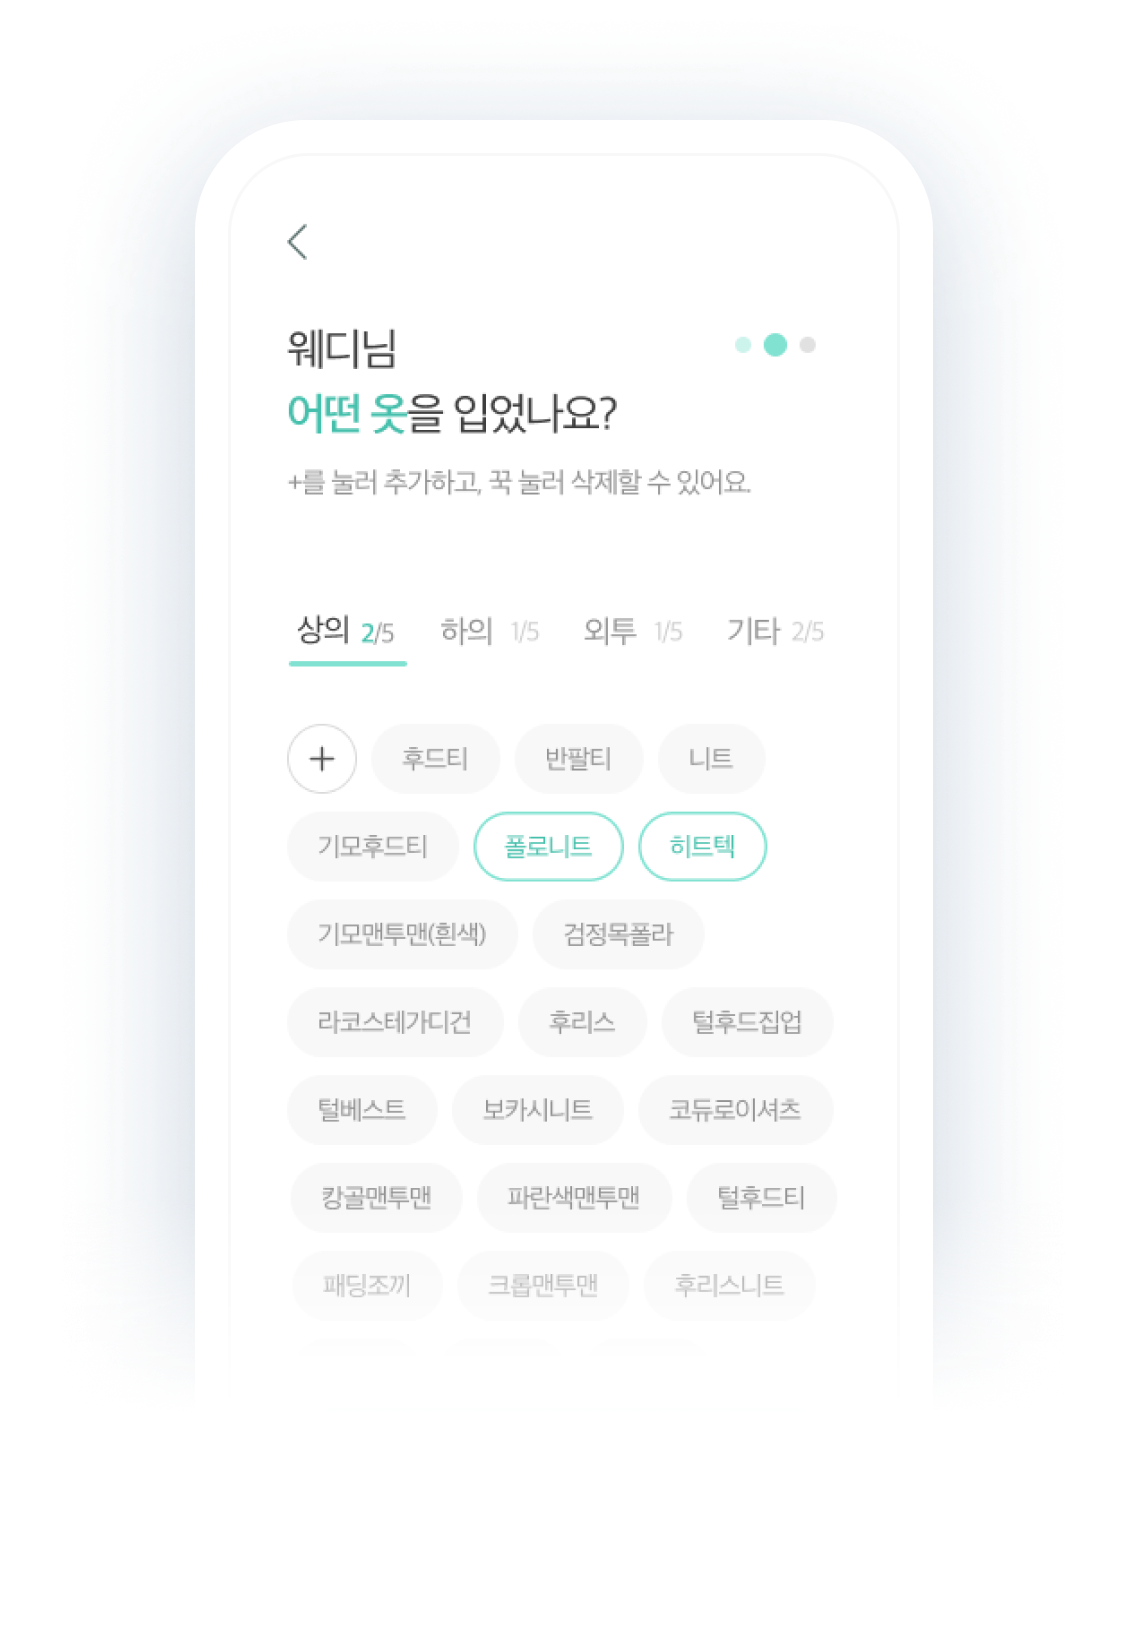 웨디님
어떤 옷을 입었나요?
+를 눌러 추가하고, 꾹 눌러 삭제할 수 있어요.
상의 2/5 하의 1/5 외투 1/5 기타 2/5
+ 후드티 반팔티 니트
기모후드티 폴로니트 히트텍
기모맨투맨(흰색) 검정목폴라
라코스테가디건 후리스 털후드집업
털베스트 보카시니트 코듀로이셔츠
캉골맨투맨 파란색맨투맨 털후드티
패딩조끼 크롭맨투맨 후리스니트